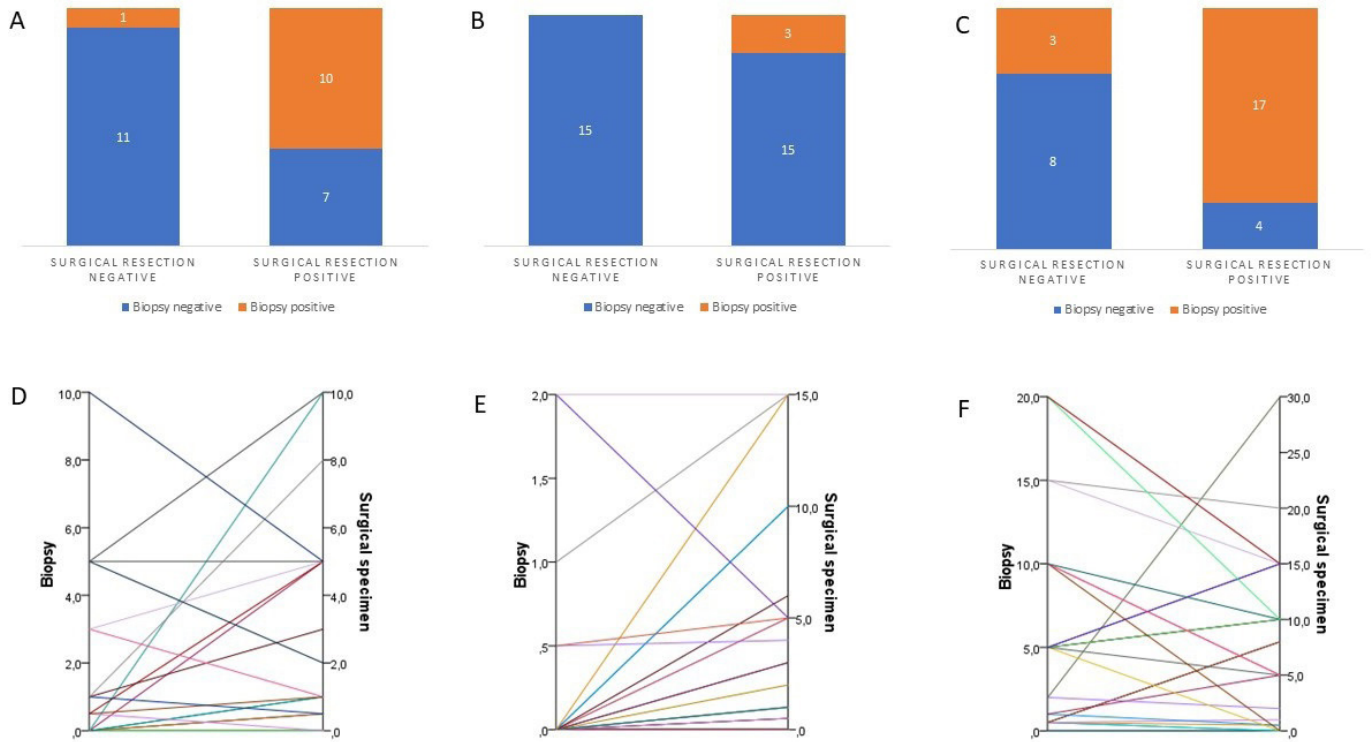 A
1
11
10
7
SURGICAL RESECTION
NEGATIVE
SURGICAL RESECTION
POSITIVE
Biopsy negative
Biopsy positive
B
15
3
15
SURGICAL RESECTION
NEGATIVE
SURGICAL RESECTION
POSITIVE
Biopsy negative
Biopsy positive
C
3
8
17
4
SURGICAL RESECTION
NEGATIVE
SURGICAL RESECTION
POSITIVE
Biopsy negative
Biopsy positive
D
Biopsy
10,0
8,0
6,0
4,0
2,0
,0
10,0
8,0
6,0
4,0
2,0
,0
Surgical specimen
E
Biopsy
2,0
1,5
1,0
,5
,0
15,0
10,0
5,0
,0
Surgical specimen
F
Biopsy
20,0
15,0
10,0
5,0
,0
30,0
25,0
20,0
15,0
10,0
5,0
,0
Surgical specimen